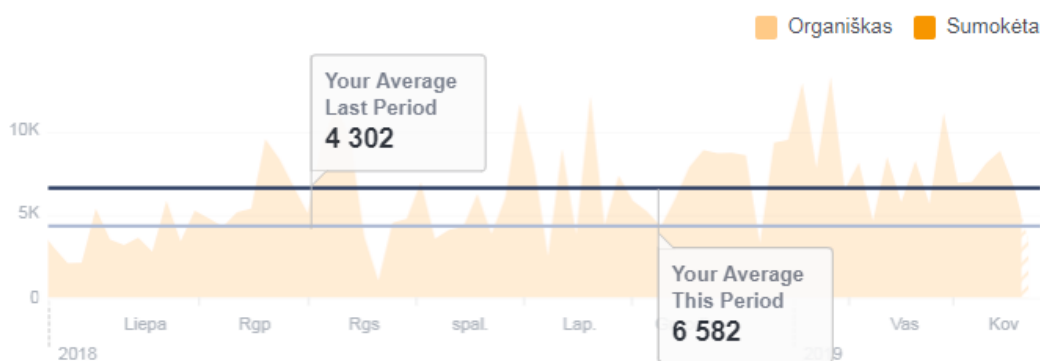 Organiškas Sumokėta
Your Average
Last Period
4 302
10K
5K
0
Your Average
This Period
6 582
Liepa Rgp Rgs spal. Lap. Vas Kov
2018 2019